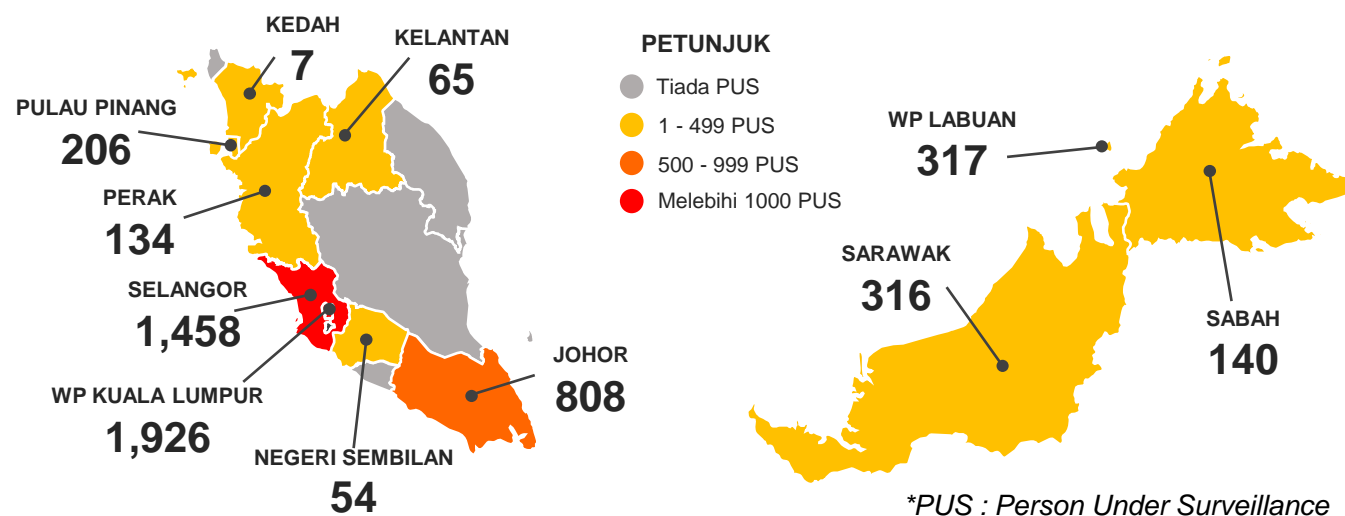 KEDAH
7
KELANTAN
65
PULAU PINANG
206
PERAK
134
SELANGOR
1,458
WP KUALA LUMPUR
1,926
NEGERI SEMBILAN
54
JOHOR
808
PETUNJUK
Tiada PUS
1 - 499 PUS
500 - 999 PUS
Melebihi 1000 PUS
WP LABUAN
317
SARAWAK
316
SABAH
140
*PUS : Person Under Surveillance